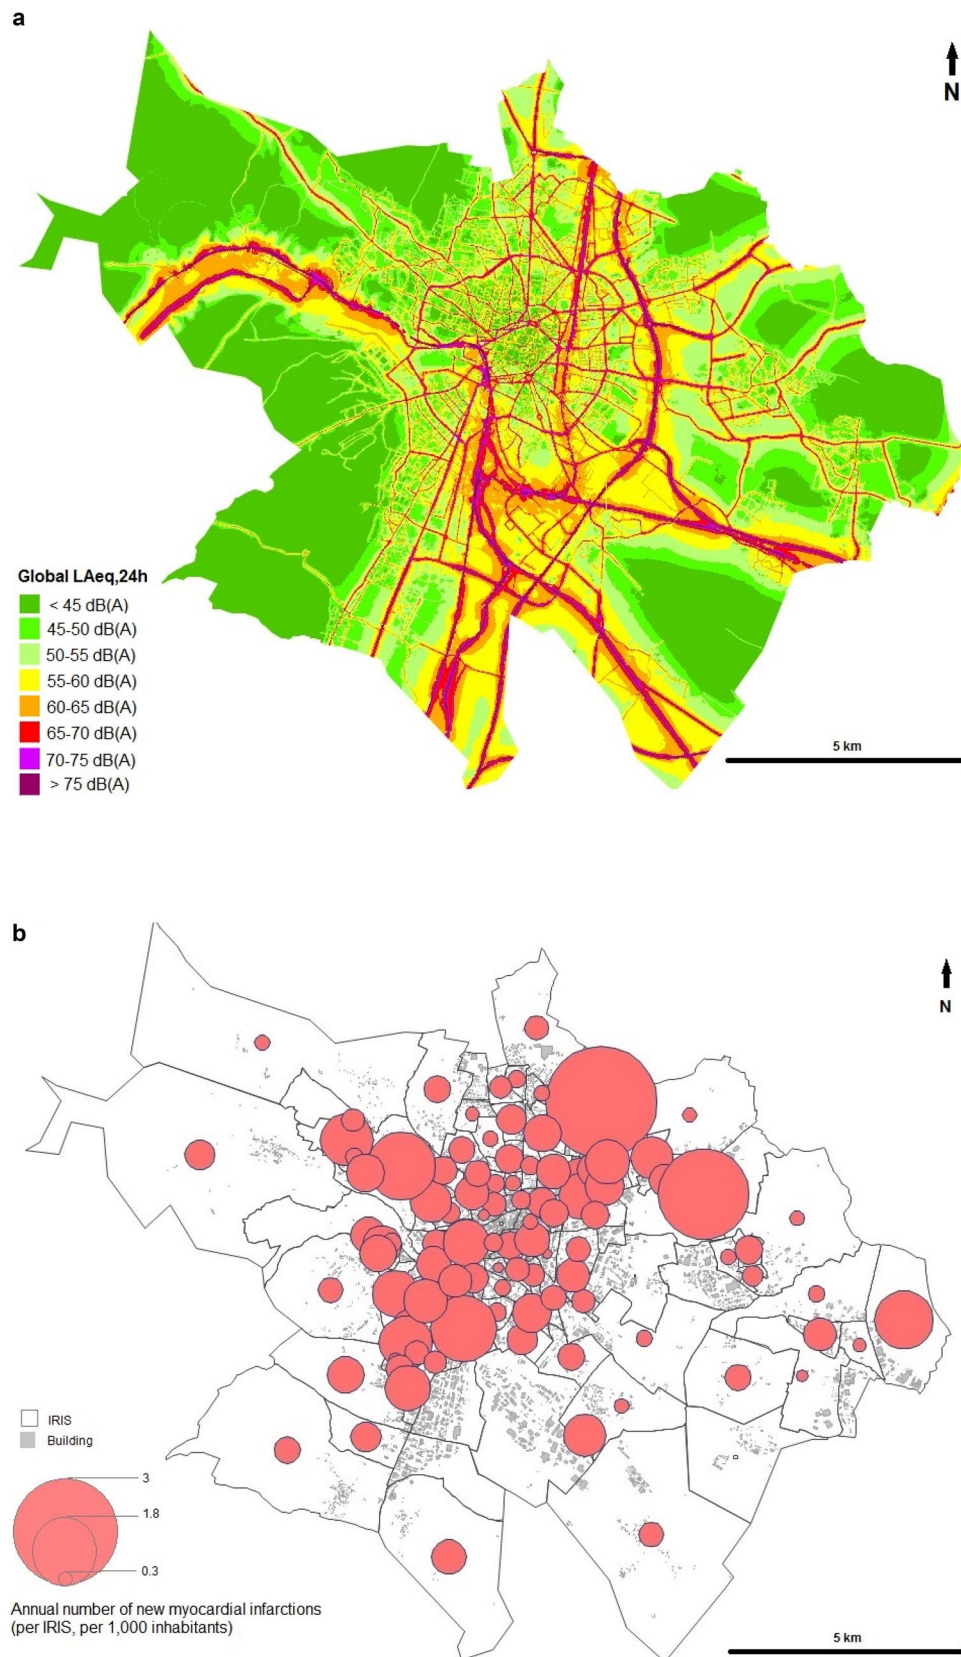 a
N
Global LAeq,24h
< 45 dB(A)
45-50 dB(A)
50-55 dB(A)
55-60 dB(A)
60-65 dB(A)
65-70 dB(A)
70-75 dB(A)
> 75 dB(A)
5 km
b
N
IRIS
Building
3
1.8
0.3
Annual number of new myocardial infarctions
(per IRIS, per 1,000 inhabitants)
5 km